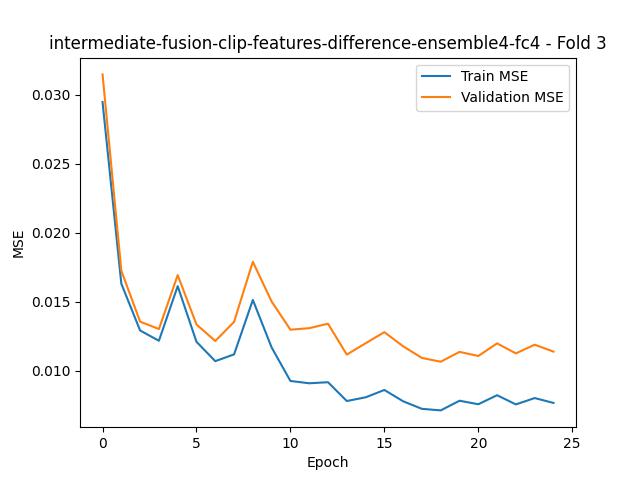 intermediate-fusion-clip-features-difference-ensemble4-fc4 - Fold 3
Train MSE
Validation MSE
0.030
0.025
0.020
0.015
0.010
MSE
0
5
10
15
20
25
Epoch